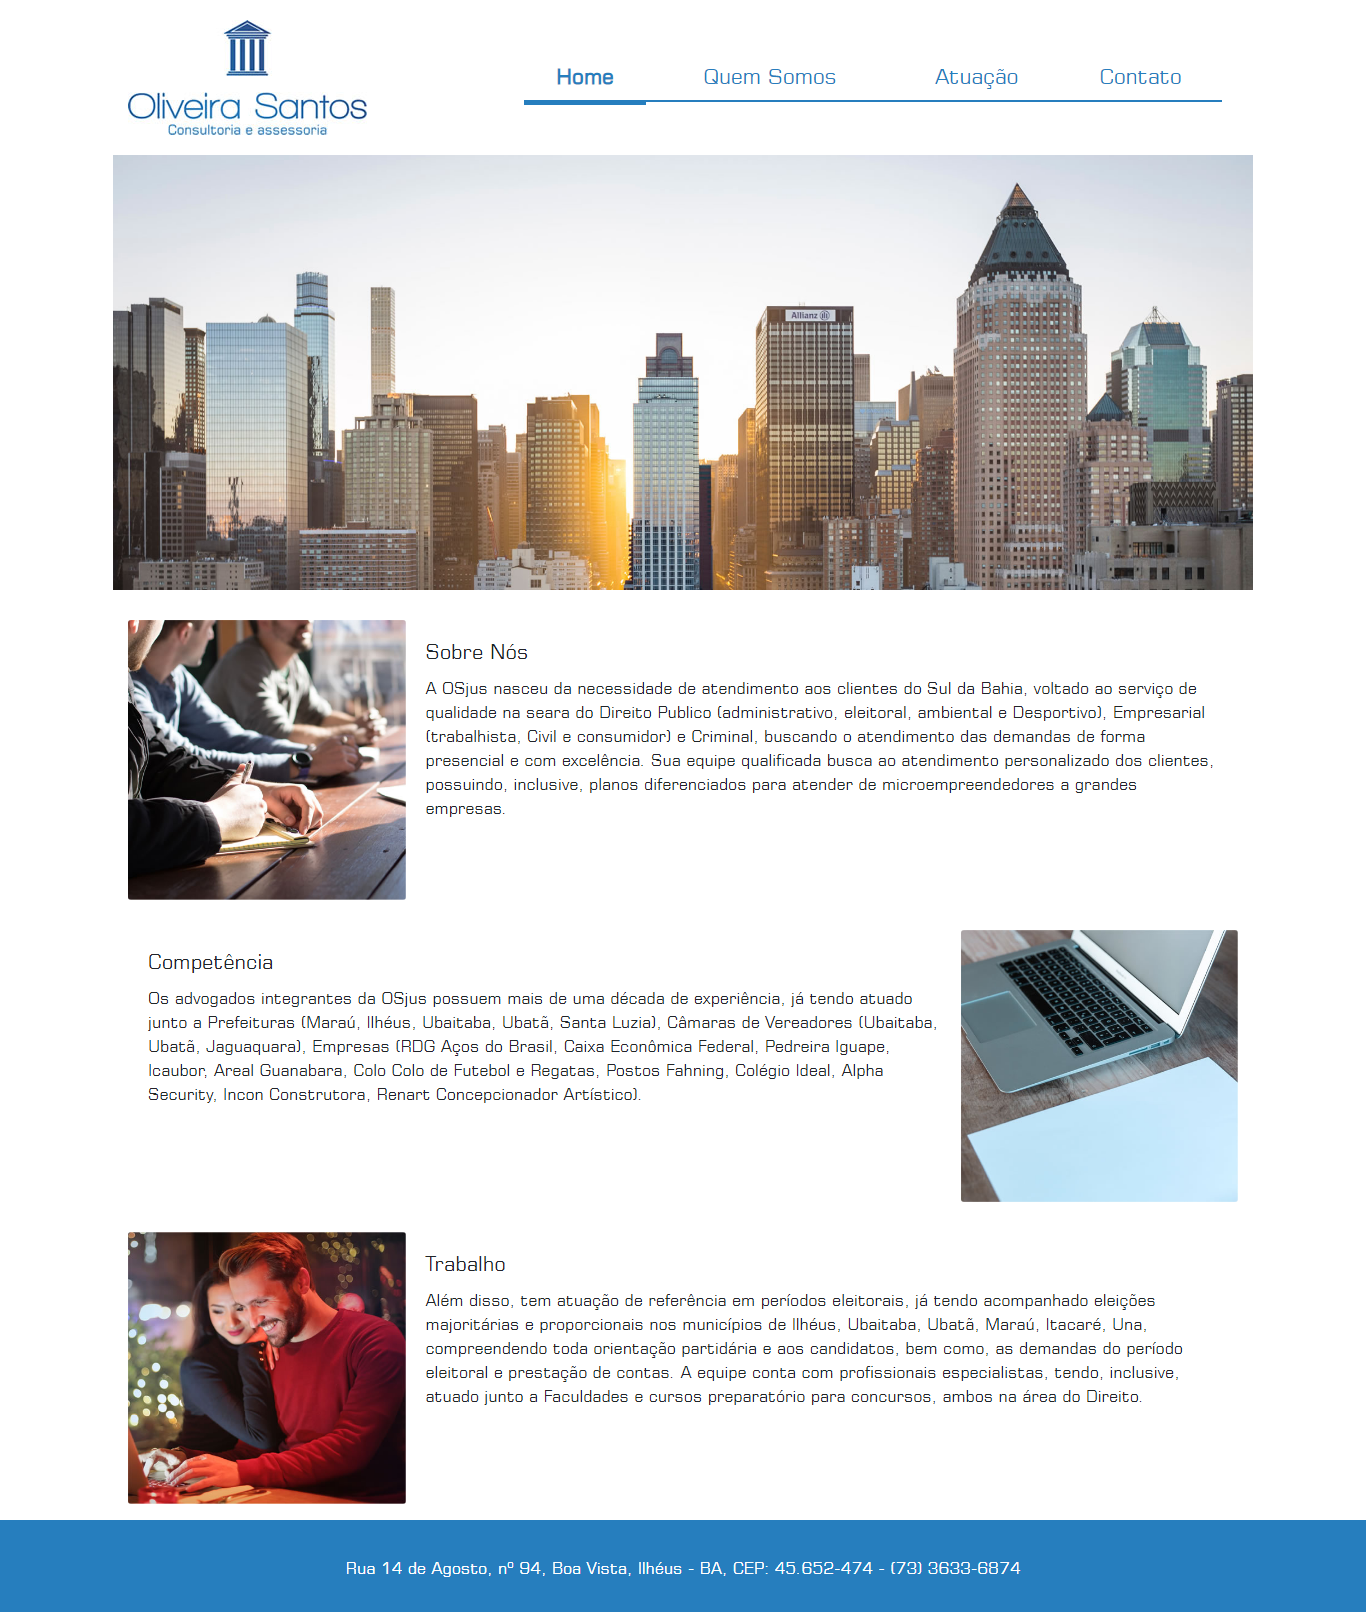 Oliveira Santos
Consultoria e assessoria
Home Quem Somos Atuação Contato
Allianz
Sobre Nós
A OSjus nasceu da necessidade de atendimento aos clientes do Sul da Bahia, voltado ao serviço de
qualidade na seara do Direito Publico (administrativo, eleitoral, ambiental e Desportivo), Empresarial
(trabalhista, Civil e consumidor) e Criminal, buscando o atendimento das demandas de forma
presencial e com excelência. Sua equipe qualificada busca ao atendimento personalizado dos clientes,
possuindo, inclusive, planos diferenciados para atender de microempreendedores a grandes
empresas.
Competência
Os advogados integrantes da OSjus possuem mais de uma década de experiência, já tendo atuado
junto a Prefeituras (Maraú, Ilhéus, Ubaitaba, Ubatã, Santa Luzia), Câmaras de Vereadores (Ubaitaba,
Ubatã, Jaguaquara), Empresas (RDG Aços do Brasil, Caixa Econômica Federal, Pedreira Iguape,
Icaubor, Areal Guanabara, Colo Colo de Futebol e Regatas, Postos Fahning, Colégio Ideal, Alpha
Security, Incon Construtora, Renart Concepcionador Artístico).
Trabalho
Além disso, tem atuação de referência em períodos eleitorais, já tendo acompanhado eleições
majoritárias e proporcionais nos municípios de Ilhéus, Ubaitaba, Ubatã, Maraú, Itacaré, Una,
compreendendo toda orientação partidária e aos candidatos, bem como, as demandas do período
eleitoral e prestação de contas. A equipe conta com profissionais especialistas, tendo, inclusive,
atuado junto a Faculdades e cursos preparatório para concursos, ambos na área do Direito.
Rua 14 de Agosto, nº 94, Boa Vista, Ilhéus - BA, CEP: 45.652-474 - (73) 3633-6874